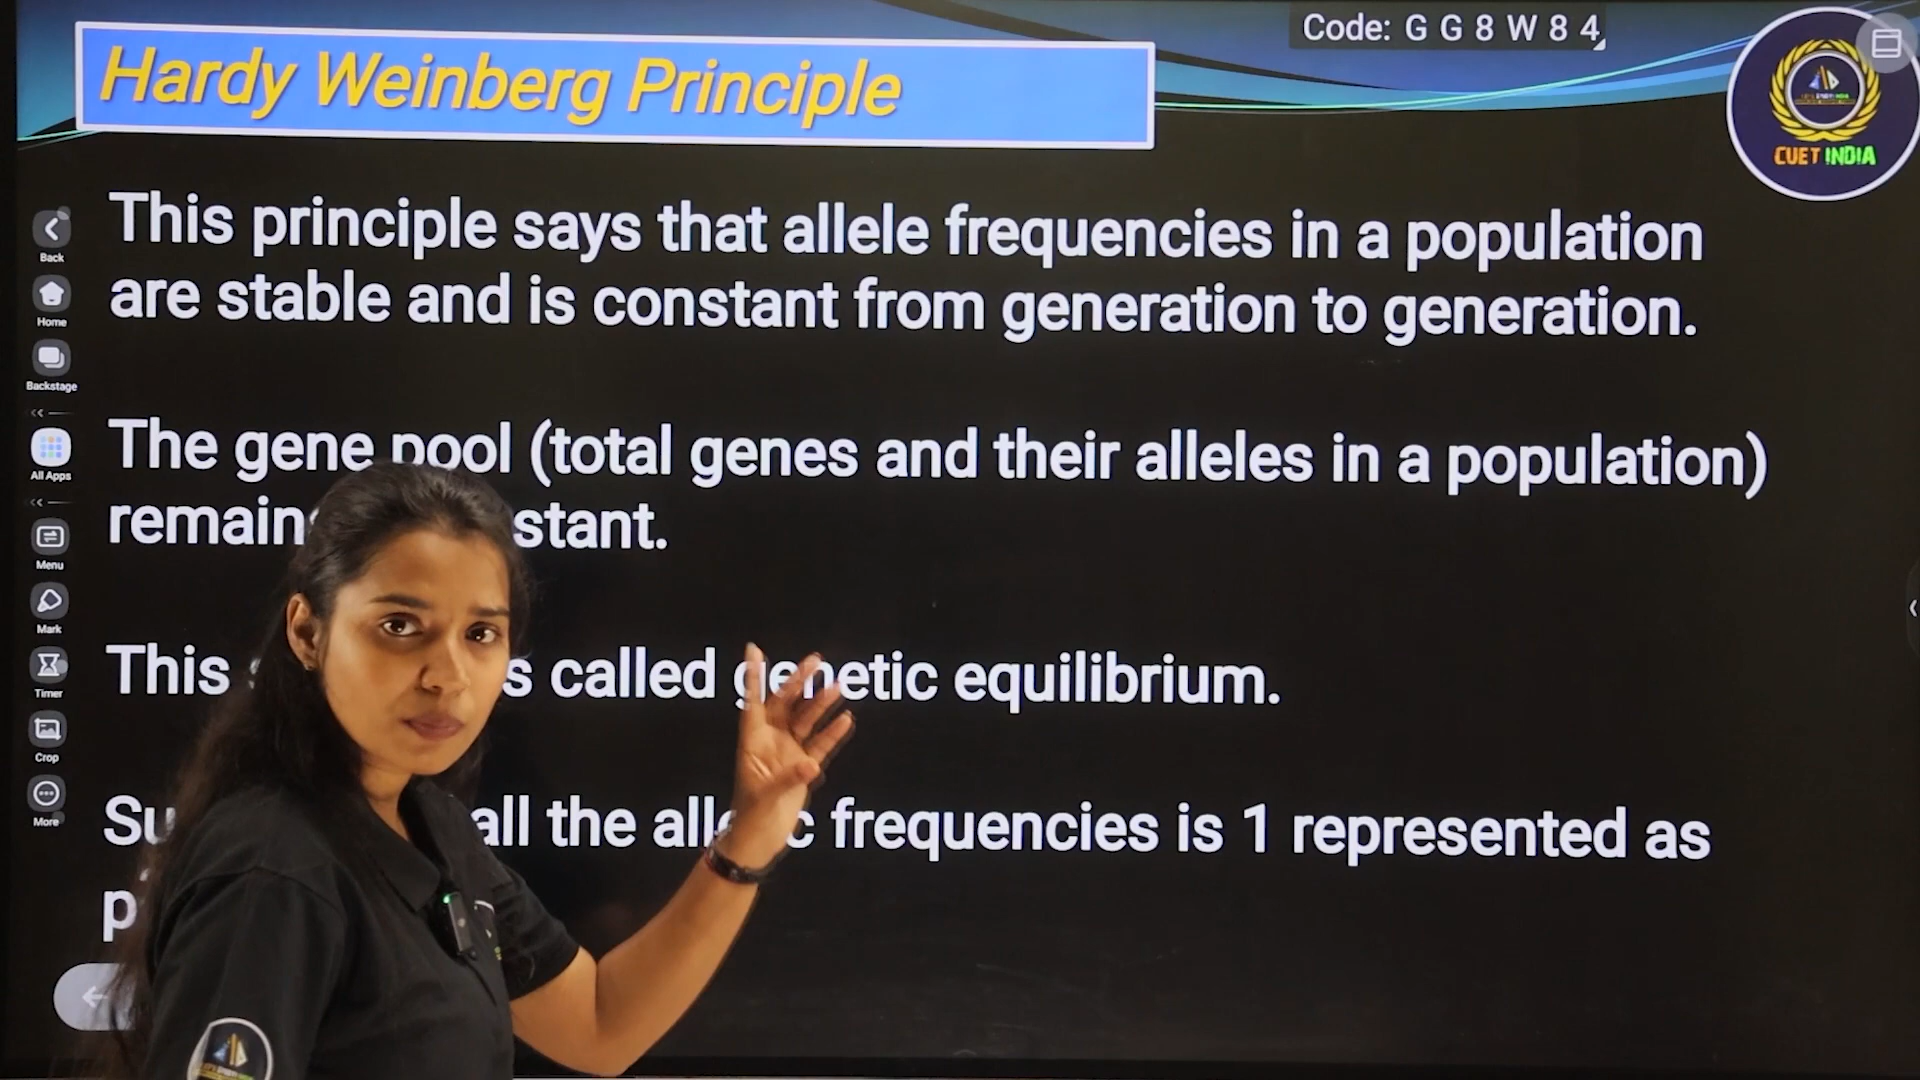 Code: G G 8 W 8 4
Hardy Weinberg Principle
CUET INDIA
This principle says that allele frequencies in a population
are stable and is constant from generation to generation.
The gene pool (total genes and their alleles in a population)
remain stant.
This s called genetic equilibrium.
Su all the all c frequencies is 1 represented as
p
Back
Home
Backstage
All Apps
Menu
Mark
Timer
Crop
More